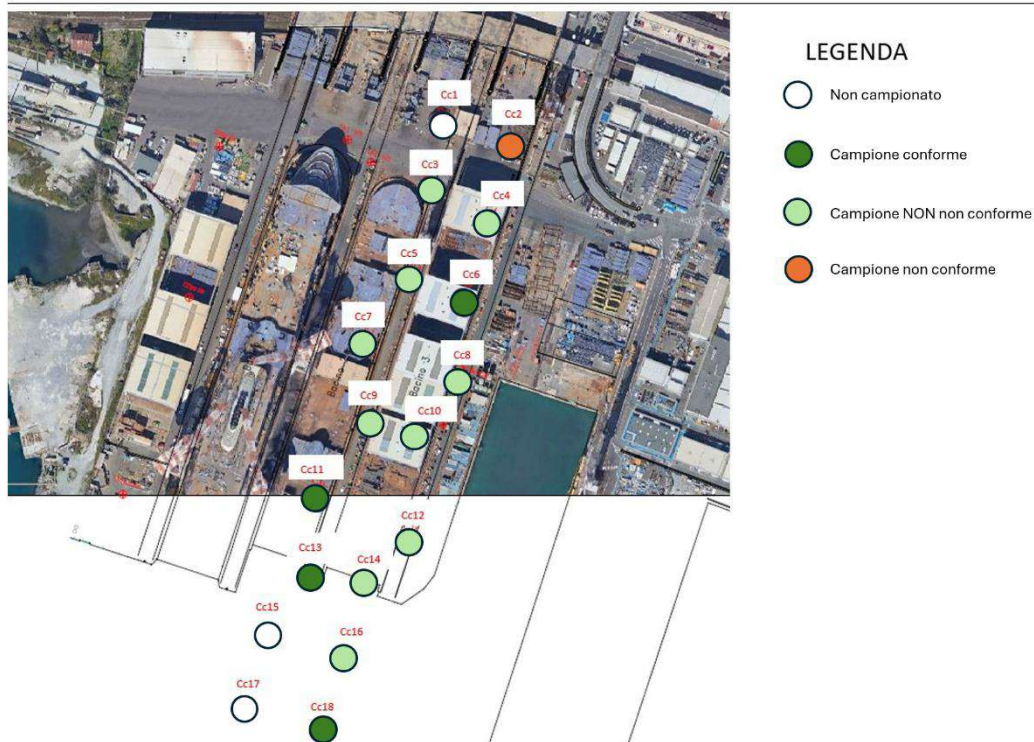 LEGENDA
Non campionato
Campione conforme
Campione NON non conforme
Campione non conforme
Cc1
Cc2
Cc3
Cc4
Cc5
Cc6
Cc7
Cc8
Bacino 3
Cc9
Cc10
Cc11
Cc12
Cc13
Cc14
Cc15
Cc16
Cc17
Cc18